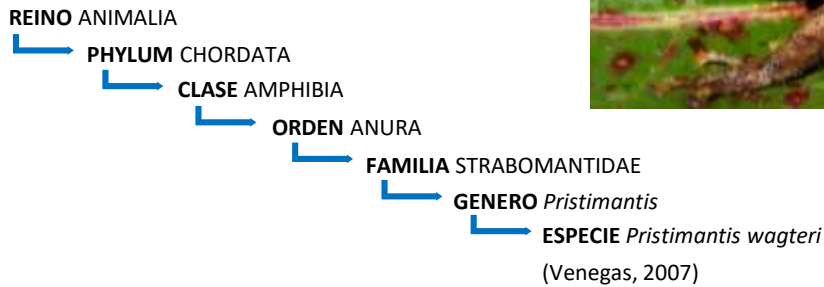 REINO ANIMALIA
PHYLUM CHORDATA
CLASE AMPHIBIA
ORDEN ANURA
FAMILIA STRABOMANTIDAE
GENERO Pristimantis
ESPECIE Pristimantis wagteri
(Venegas, 2007)